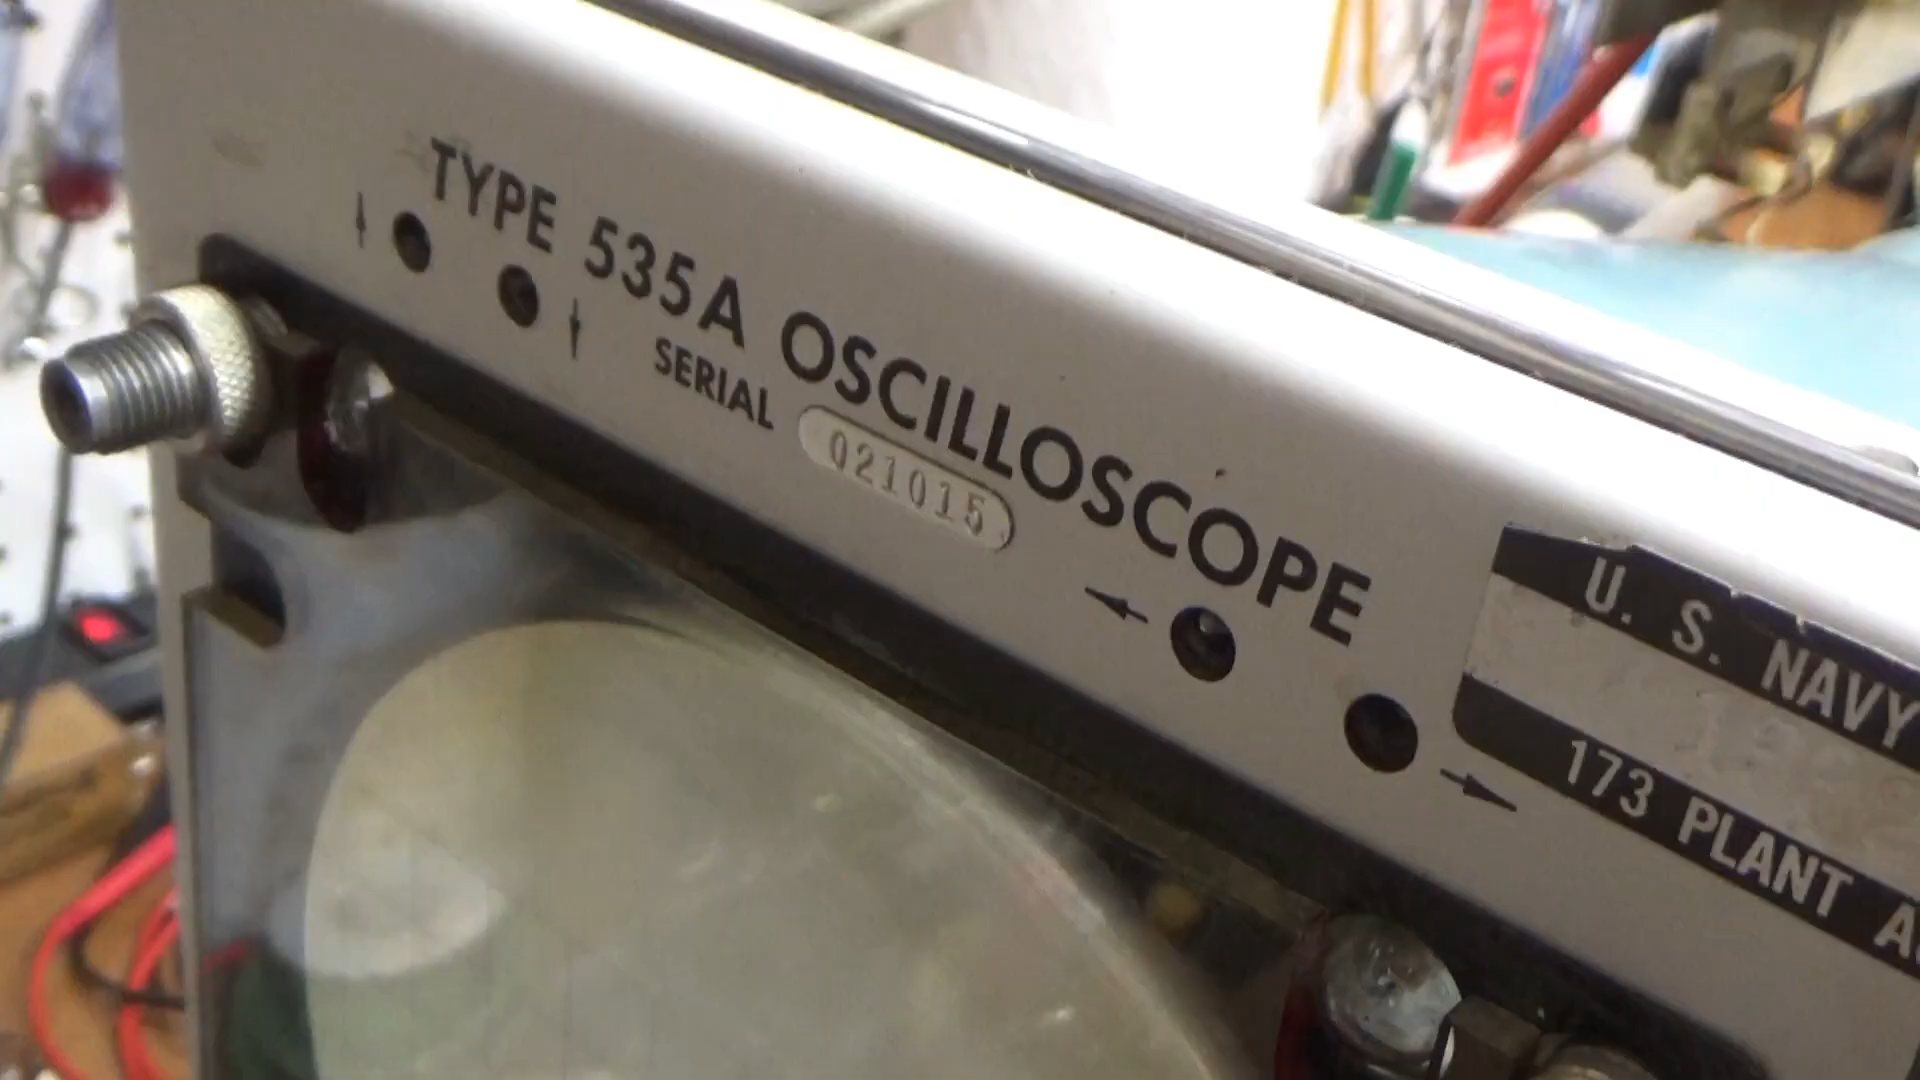 TYPE 535A OSCILLOSCOPE
SERIAL 021015
U. S. NAVY
173 PLANT